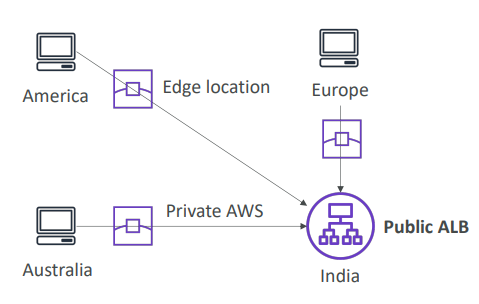 America
Edge location
Europe
Private AWS
Australia
Public ALB
India